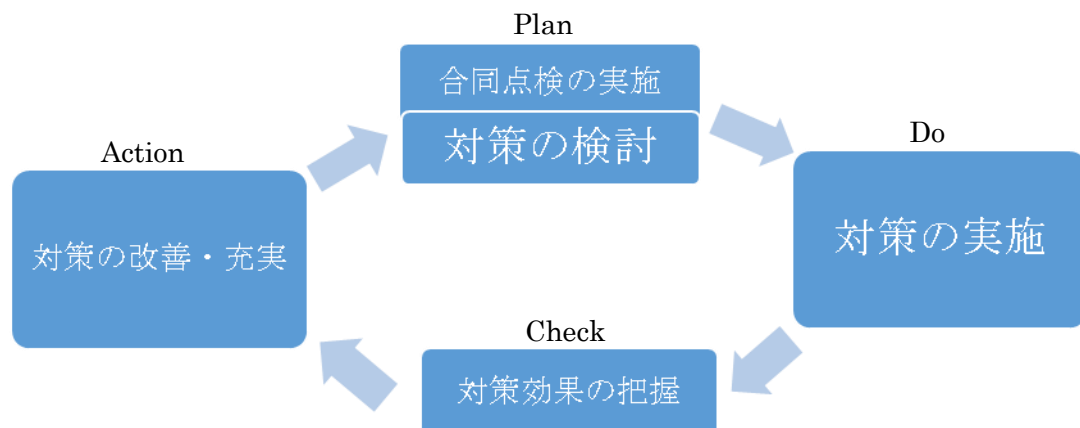 Plan
合同点検の実施
対策の検討
Do
対策の実施
Check
対策効果の把握
Action
対策の改善・充実